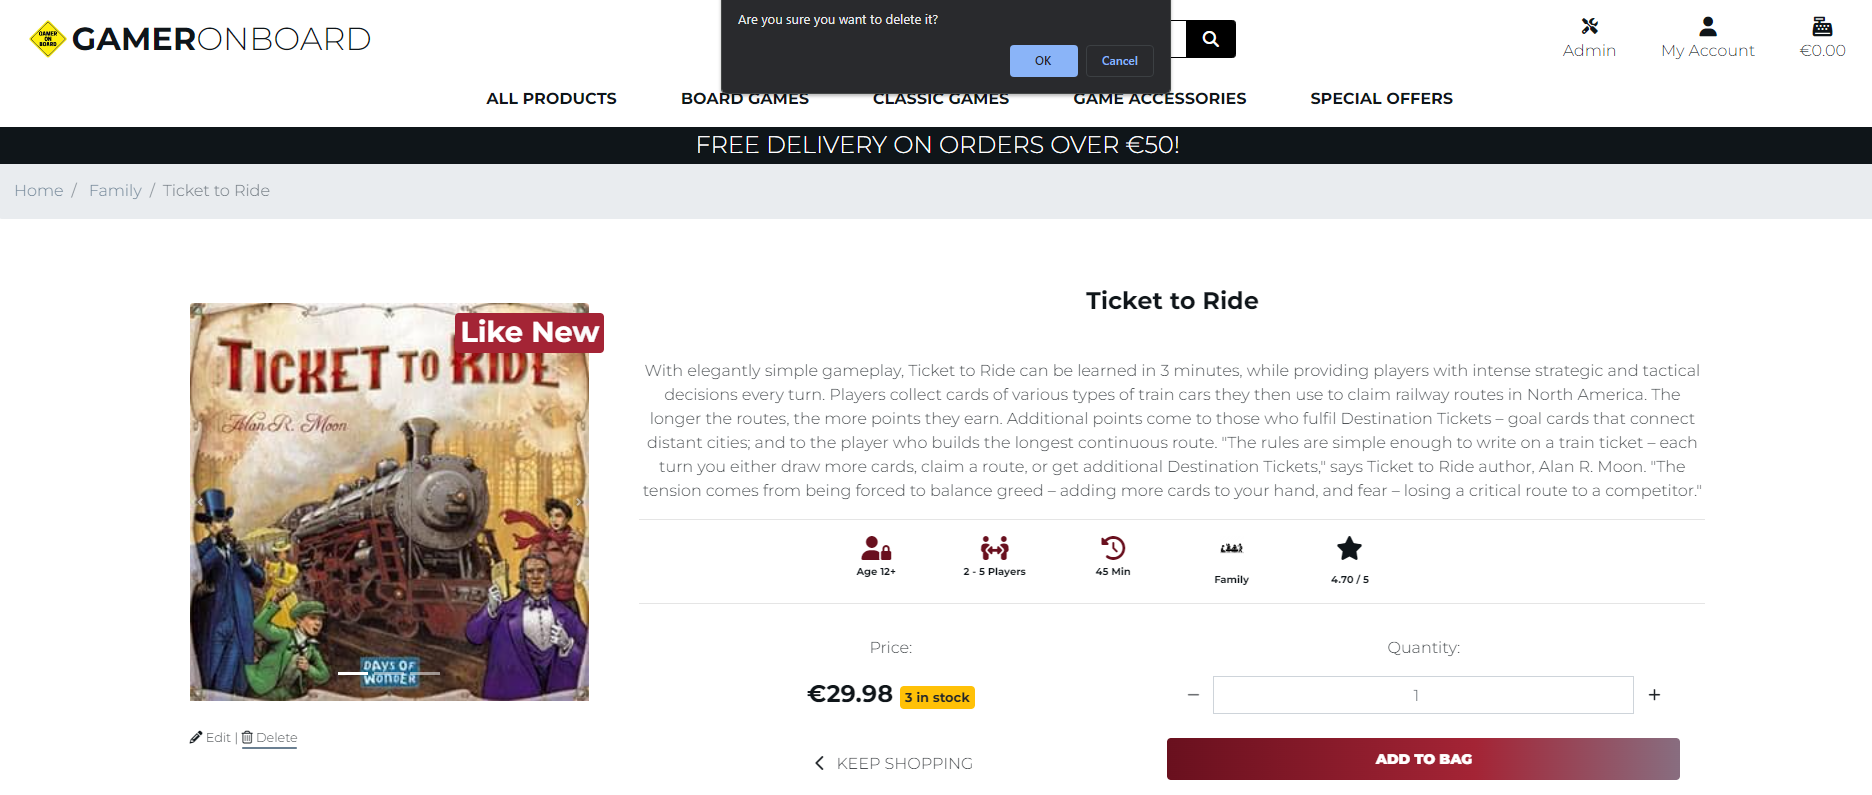 GAMER
ON
BOARD
GAMERONBOARD
Are you sure you want to delete it?
OK
Cancel
Admin
My Account
€0.00
ALL PRODUCTS
BOARD GAMES
CLASSIC GAMES
GAME ACCESSORIES
SPECIAL OFFERS
FREE DELIVERY ON ORDERS OVER €50!
Home / Family / Ticket to Ride
Like New
TICKET TO RIDE
Alan R. Moon
DAYS OF
WONDER
Edit | Delete
Ticket to Ride
With elegantly simple gameplay, Ticket to Ride can be learned in 3 minutes, while providing players with intense strategic and tactical
decisions every turn. Players collect cards of various types of train cars they then use to claim railway routes in North America. The
longer the routes, the more points they earn. Additional points come to those who fulfil Destination Tickets – goal cards that connect
distant cities; and to the player who builds the longest continuous route. "The rules are simple enough to write on a train ticket – each
turn you either draw more cards, claim a route, or get additional Destination Tickets," says Ticket to Ride author, Alan R. Moon. "The
tension comes from being forced to balance greed – adding more cards to your hand, and fear – losing a critical route to a competitor."
Age 12+
2 - 5 Players
45 Min
Family
4.70 / 5
Price:
€29.98 3 in stock
KEEP SHOPPING
Quantity:
− 1 +
ADD TO BAG